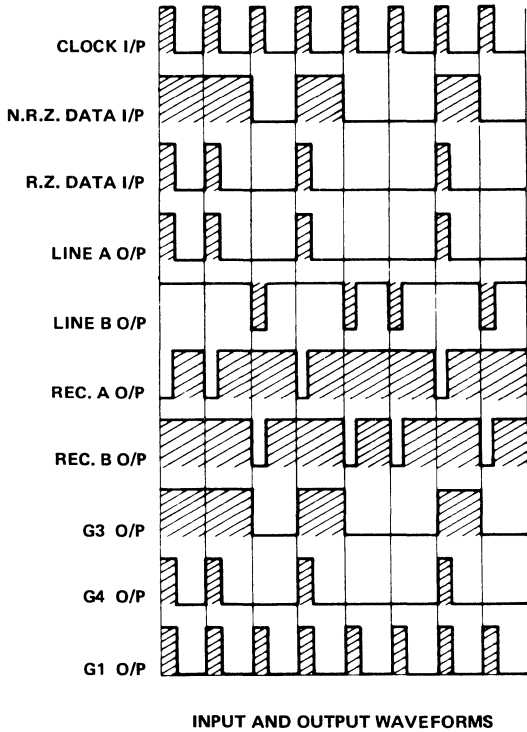 CLOCK I/P
N.R.Z. DATA I/P
R.Z. DATA I/P
LINE A O/P
LINE B O/P
REC. A O/P
REC. B O/P
G3 O/P
G4 O/P
G1 O/P
INPUT AND OUTPUT WAVEFORMS